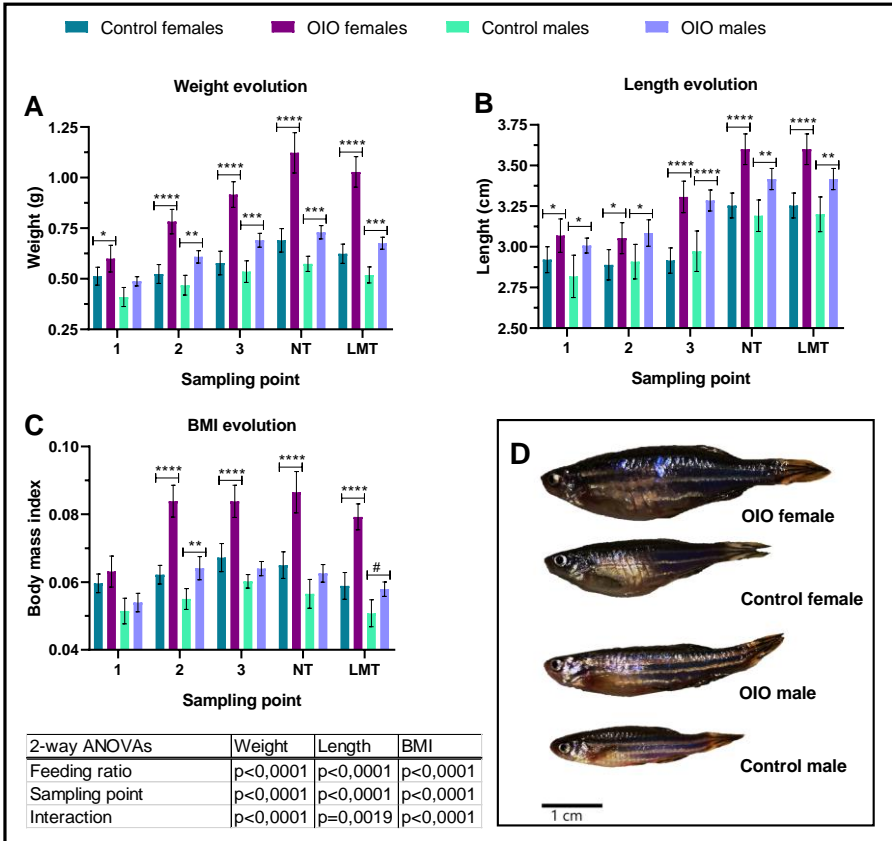 Control females OIO females Control males OIO males
A
Weight evolution
Weight (g)
1.25
1.00
0.75
0.50
0.25
* **** ** **** *** **** *** **** ***
1 2 3 NT LMT
Sampling point
B
Length evolution
Lenght (cm)
3.75
3.50
3.25
3.00
2.75
2.50
* * * * **** **** **** ** **** **
1 2 3 NT LMT
Sampling point
C
BMI evolution
Body mass index
0.10
0.08
0.06
0.04
**** ** **** **** **** #
1 2 3 NT LMT
Sampling point
D
OIO female
Control female
OIO male
Control male
1 cm
2-way ANOVAs Weight Length BMI
Feeding ratio p<0,0001 p<0,0001 p<0,0001
Sampling point p<0,0001 p<0,0001 p<0,0001
Interaction p<0,0001 p=0,0019 p<0,0001